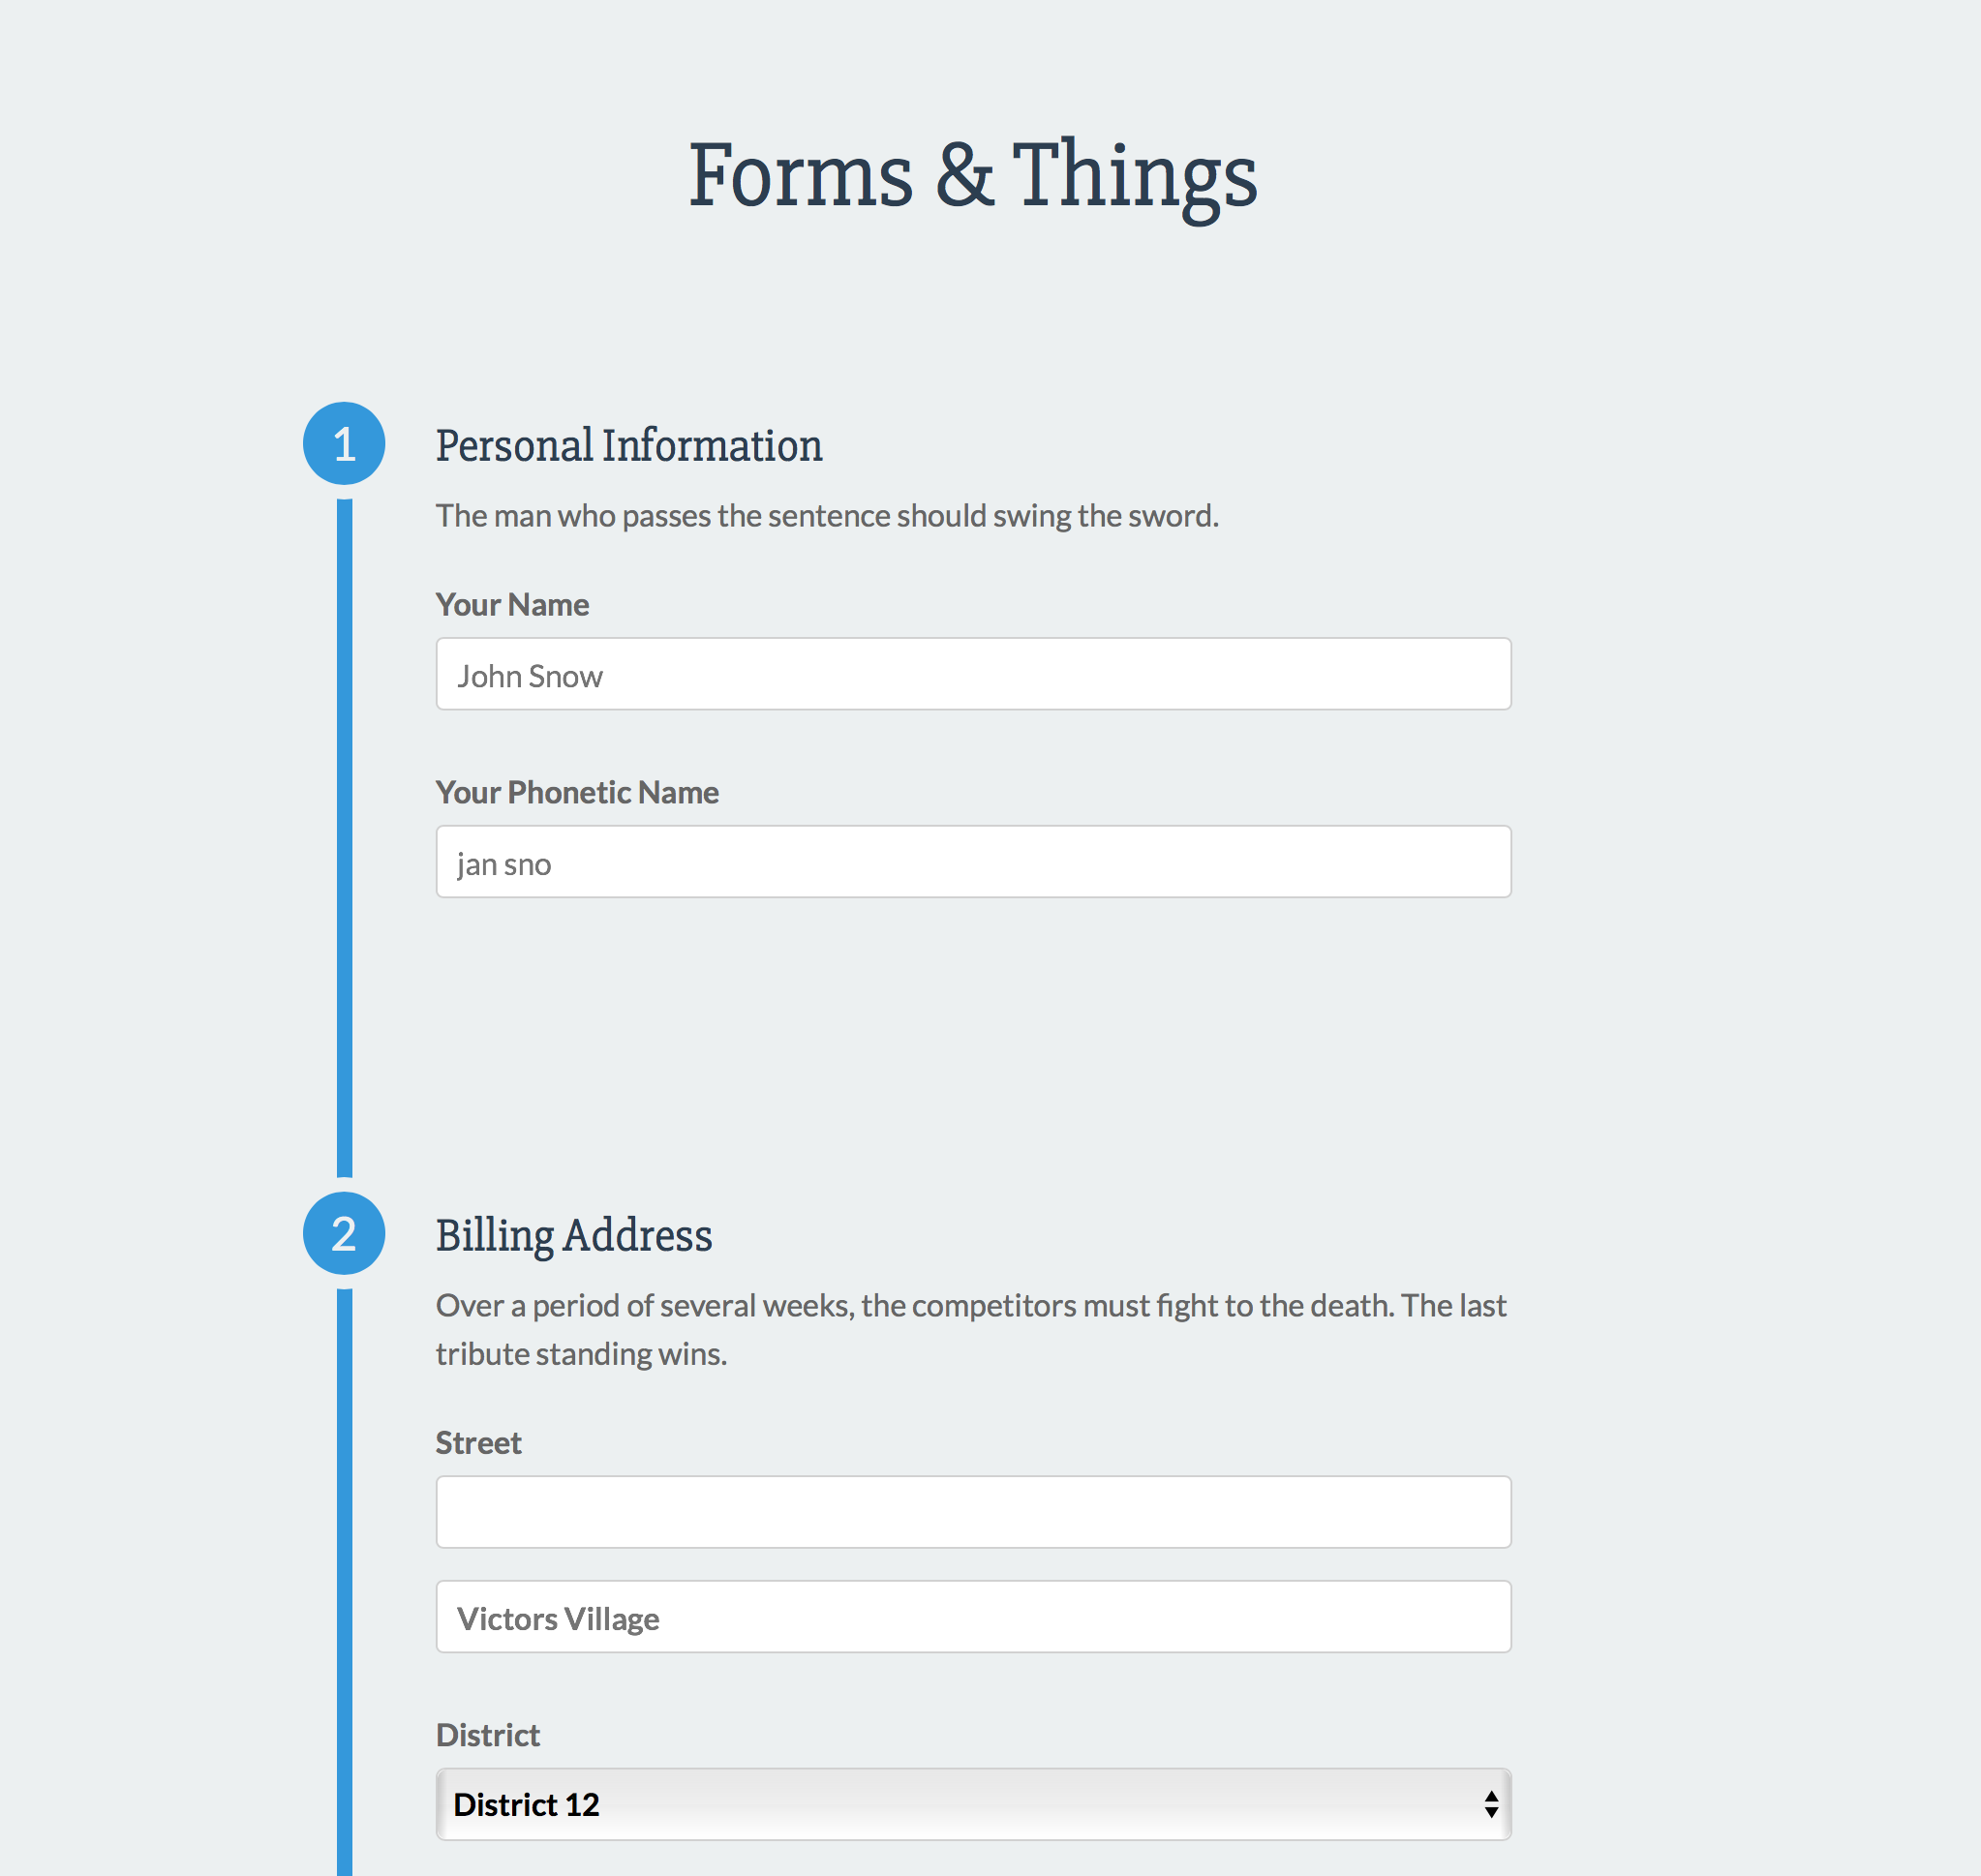 Forms & Things
1
Personal Information
The man who passes the sentence should swing the sword.
Your Name
John Snow
Your Phonetic Name
jan sno
2
Billing Address
Over a period of several weeks, the competitors must fight to the death. The last
tribute standing wins.
Street
Victors Village
District
District 12